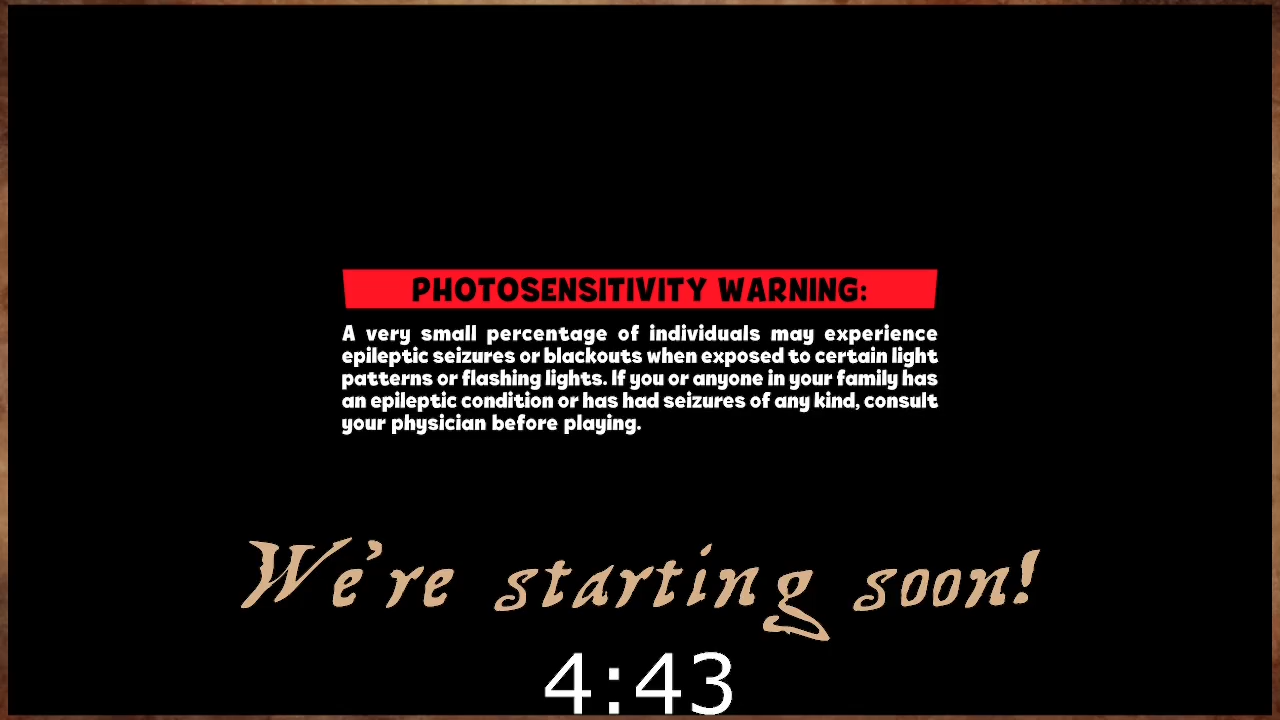 PHOTOSENSITIVITY WARNING:
A very small percentage of individuals may experience
epileptic seizures or blackouts when exposed to certain light
patterns or flashing lights. If you or anyone in your family has
an epileptic condition or has had seizures of any kind, consult
your physician before playing.
We're starting soon!
4:43